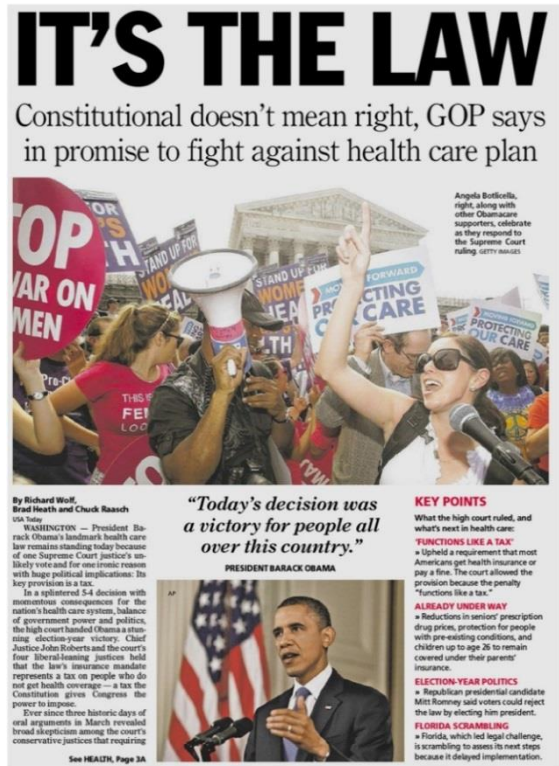 IT'S THE LAW
Constitutional doesn't mean right, GOP says
in promise to fight against health care plan
Angela Botlicella,
right, along with
other Obamacare
supporters, celebrate
as they respond to
the Supreme Court
ruling. GETTY IMAGES
TOP
WAR ON
MEN
STAND UP FOR
STAND UP FOR
WOMEN
HEALTH
MOVING FORWARD
PROTECTING
OUR CARE
MOVING FORWARD
PROTECTING
OUR CARE
THIS IS
By Richard Wolf,
Brad Heath and Chuck Raasch
USA Today
WASHINGTON — President Ba-
rack Obama's landmark health care
law remains standing today because
of one Supreme Court justice's un-
likely vote and for one ironic reason
with huge political implications: Its
key provision is a tax.
In a splintered 5-4 decision with
momentous consequences for the
nation's health care system, balance
of government power and politics,
the high court handed Obama a stun-
ning election-year victory. Chief
Justice John Roberts and the court's
four liberal-leaning justices held
that the law's insurance mandate
represents a tax on people who do
not get health coverage — a tax the
Constitution gives Congress the
power to impose.
Ever since three historic days of
oral arguments in March revealed
broad skepticism among the court's
conservative justices that requiring
See HEALTH, Page 3A
"Today's decision was
a victory for people all
over this country."
PRESIDENT BARACK OBAMA
AP
KEY POINTS
What the high court ruled, and
what's next in health care:
'FUNCTIONS LIKE A TAX'
» Upheld a requirement that most
Americans get health insurance or
pay a fine. The court allowed the
provision because the penalty
"functions like a tax."
ALREADY UNDER WAY
» Reductions in seniors' prescription
drug prices, protection for people
with pre-existing conditions, and
children up to age 26 to remain
covered under their parents'
insurance.
ELECTION-YEAR POLITICS
» Republican presidential candidate
Mitt Romney said voters could reject
the law by electing him president.
FLORIDA SCRAMBLING
» Florida, which led legal challenge,
is scrambling to assess its next steps
because it delayed implementation.